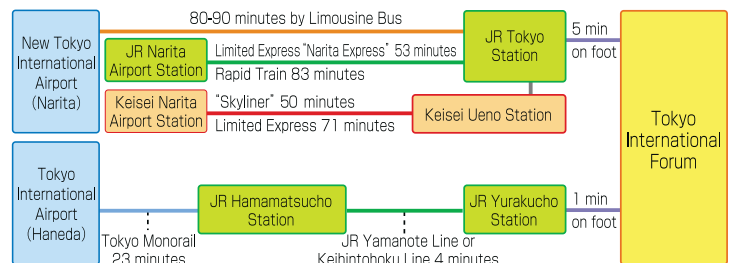 80-90 minutes by Limousine Bus
New Tokyo
International
Airport
(Narita)
JR Narita
Airport Station
Limited Express "Narita Express" 53 minutes
Rapid Train 83 minutes
JR Tokyo
Station
5 min
on foot
Keisei Narita
Airport Station
"Skyliner" 50 minutes
Limited Express 71 minutes
Keisei Ueno Station
Tokyo
International
Forum
Tokyo
International
Airport
(Haneda)
JR Hamamatsucho
Station
JR Yurakucho
Station
1 min
on foot
Tokyo Monorail
23 minutes
JR Yamanote Line or
Keihintohoku Line 4 minutes